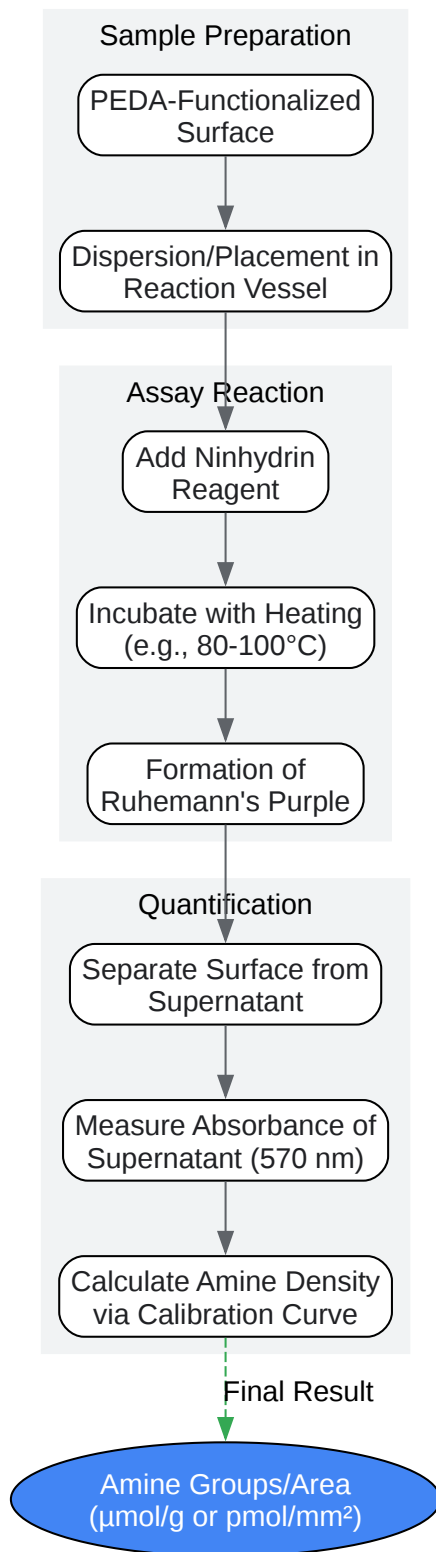 Sample Preparation
PEDA-Functionalized
Surface
Dispersion/Placement in
Reaction Vessel
Assay Reaction
Add Ninhydrin
Reagent
Incubate with Heating
(e.g., 80-100°C)
Formation of
Ruhemann's Purple
Quantification
Separate Surface from
Supernatant
Measure Absorbance of
Supernatant (570 nm)
Calculate Amine Density
via Calibration Curve
Final Result
Amine Groups/Area
(µmol/g or pmol/mm²)